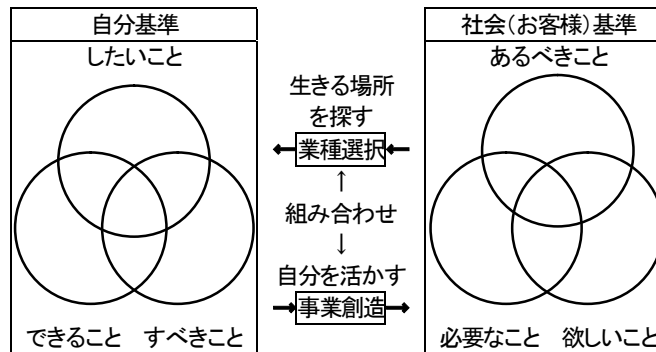 自分基準
したいこと
できること すべきこと
生きる場所
を探す
業種選択
↑
組み合わせ
↓
自分を活かす
事業創造
社会(お客様)基準
あるべきこと
必要なこと 欲しいこと